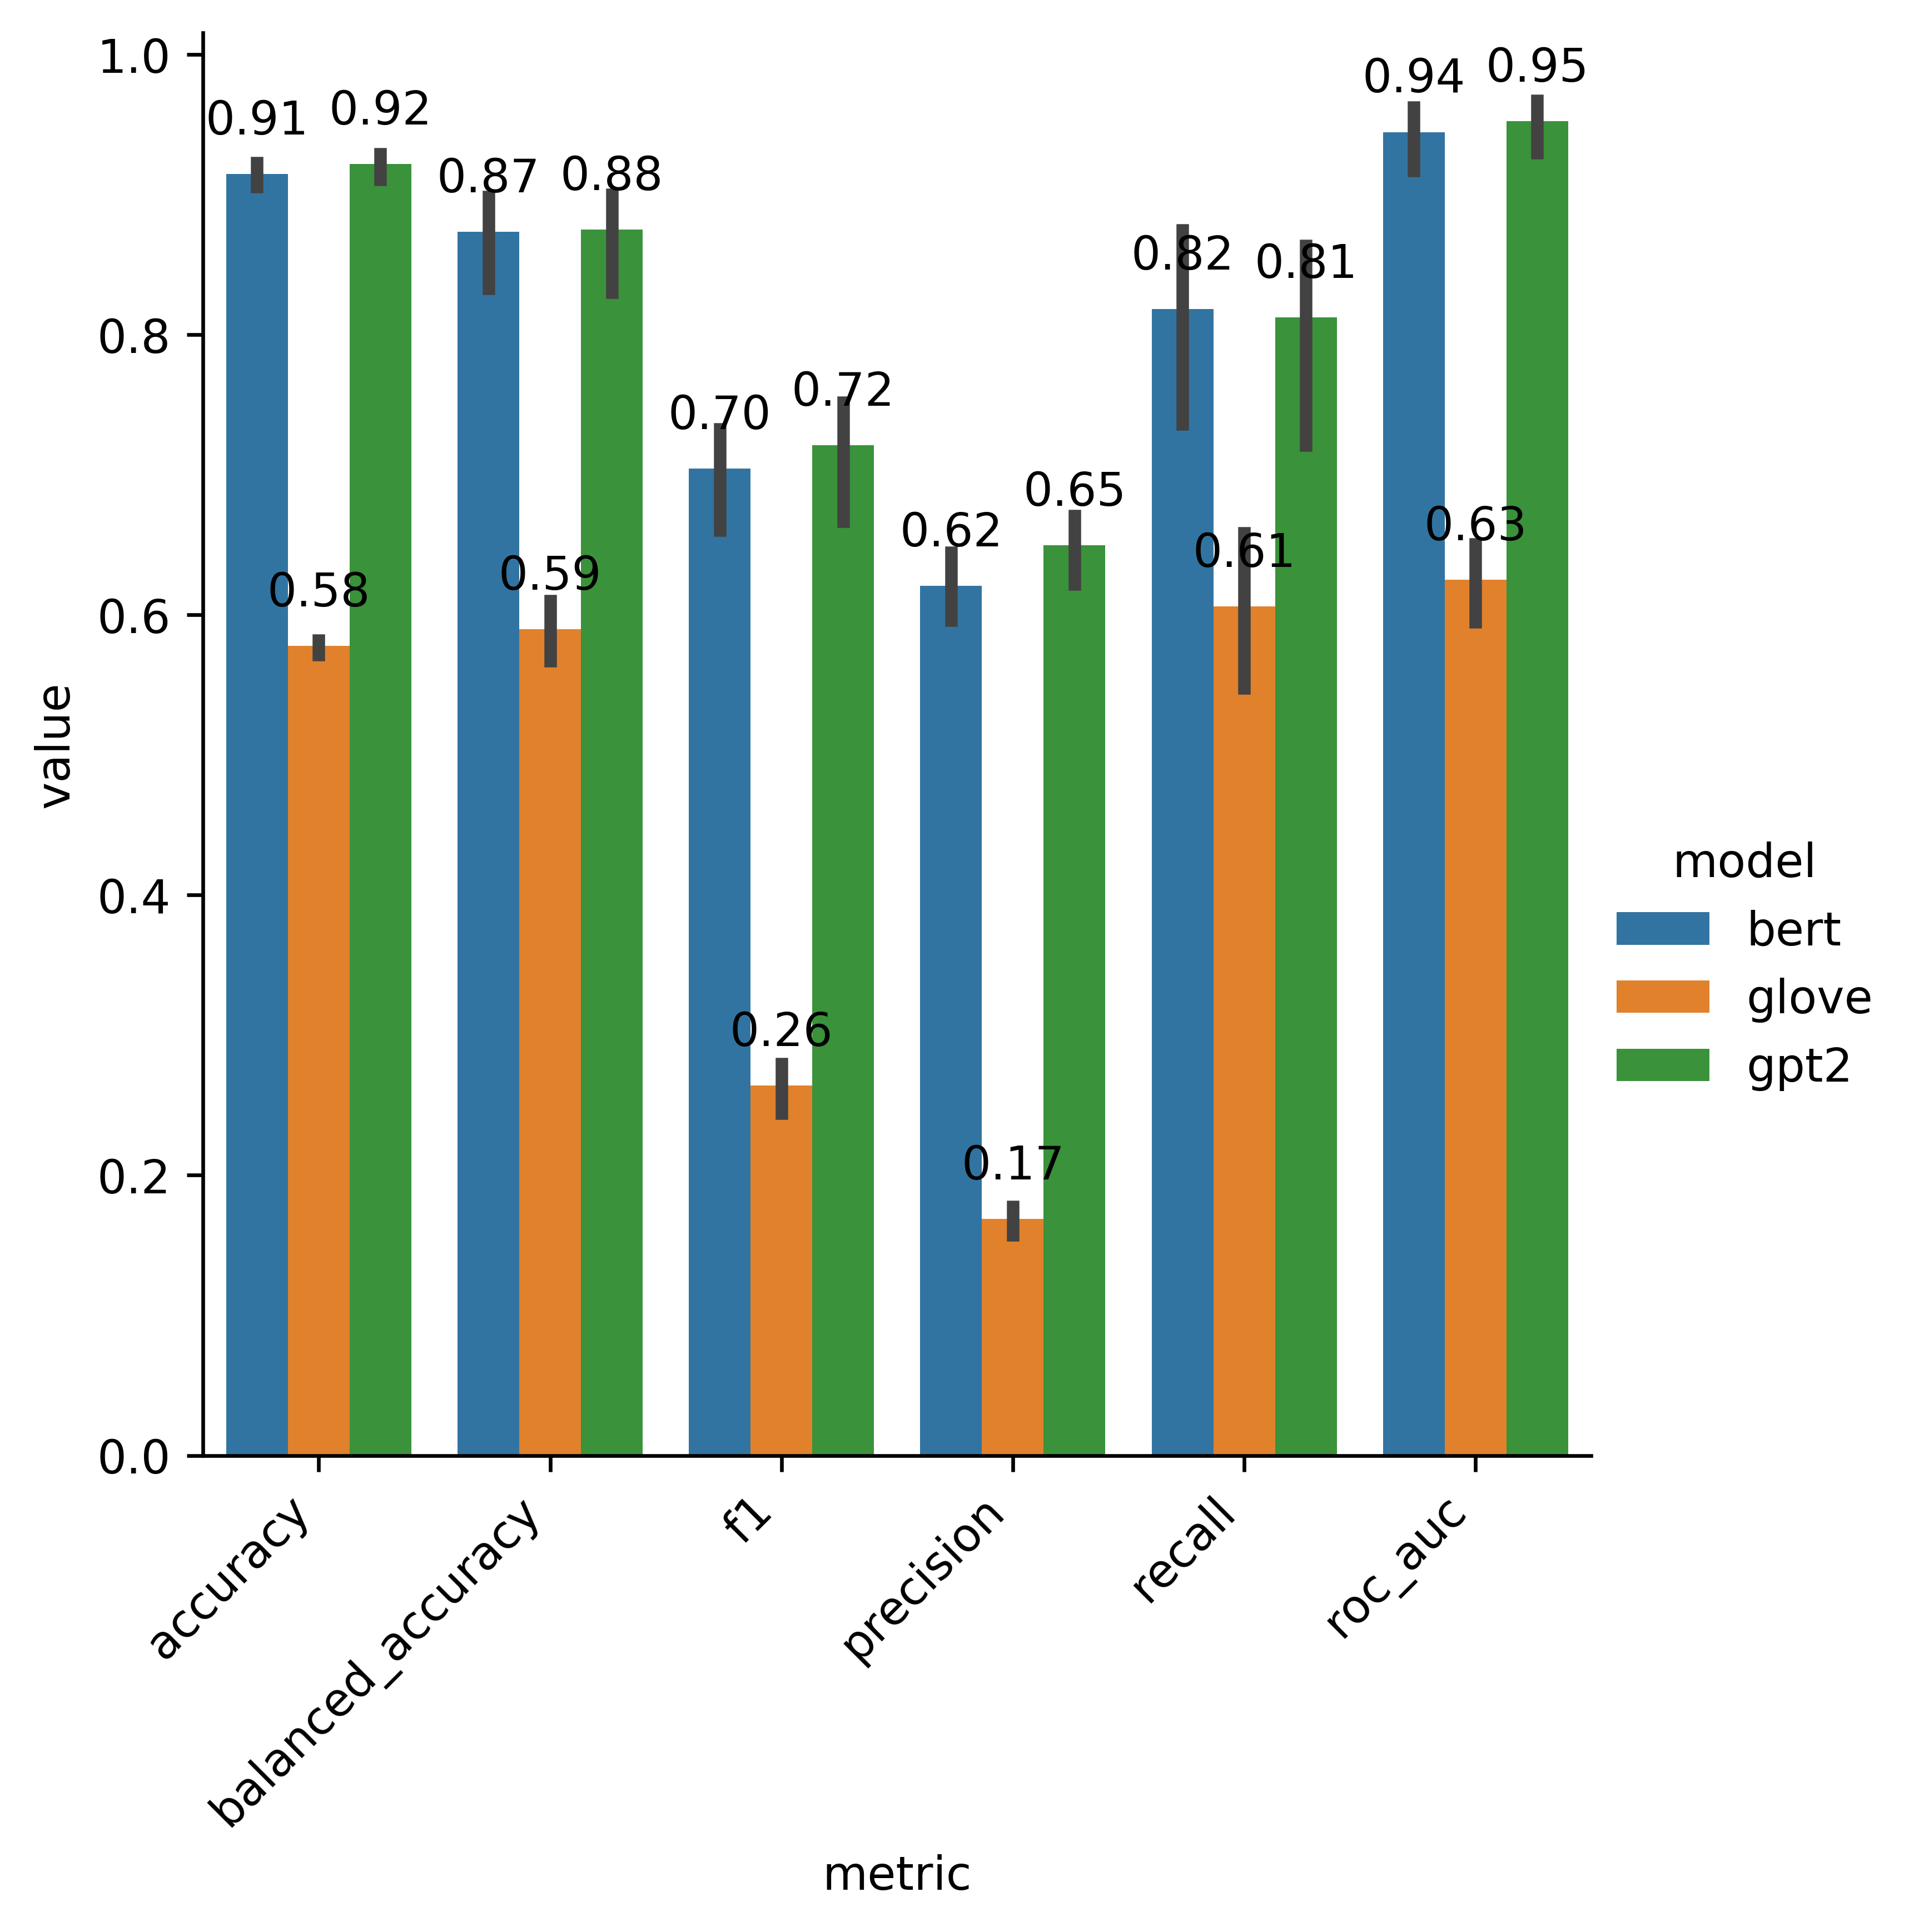 1.0
0.8
0.6
0.4
0.2
0.0
value
0.91
0.58
0.92
0.87
0.59
0.88
0.70
0.26
0.72
0.62
0.17
0.65
0.82
0.61
0.81
0.94
0.63
0.95
accuracy
balanced_accuracy
f1
precision
recall
roc_auc
metric
model
bert
glove
gpt2